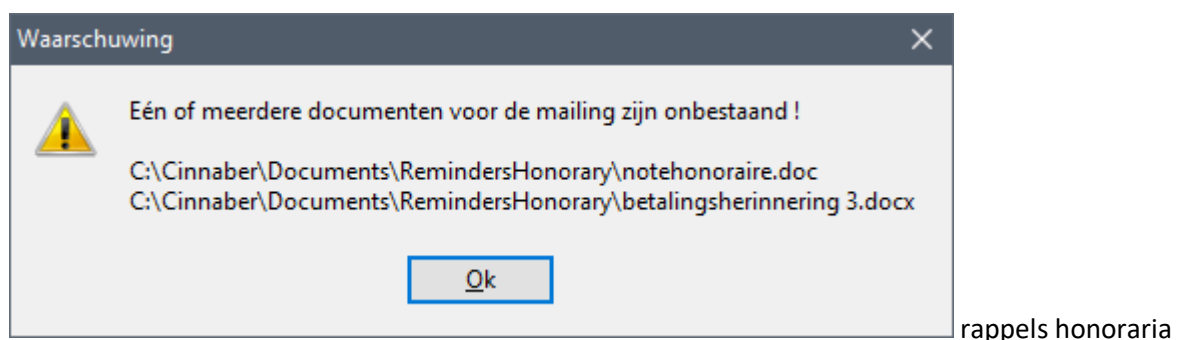 Waarschuwing
Eén of meerdere documenten voor de mailing zijn onbestaand !
C:\Cinnaber\Documents\RemindersHonorary\notehonoraire.doc
C:\Cinnaber\Documents\RemindersHonorary\betalingsherinnering 3.docx
Ok
rappels honoraria